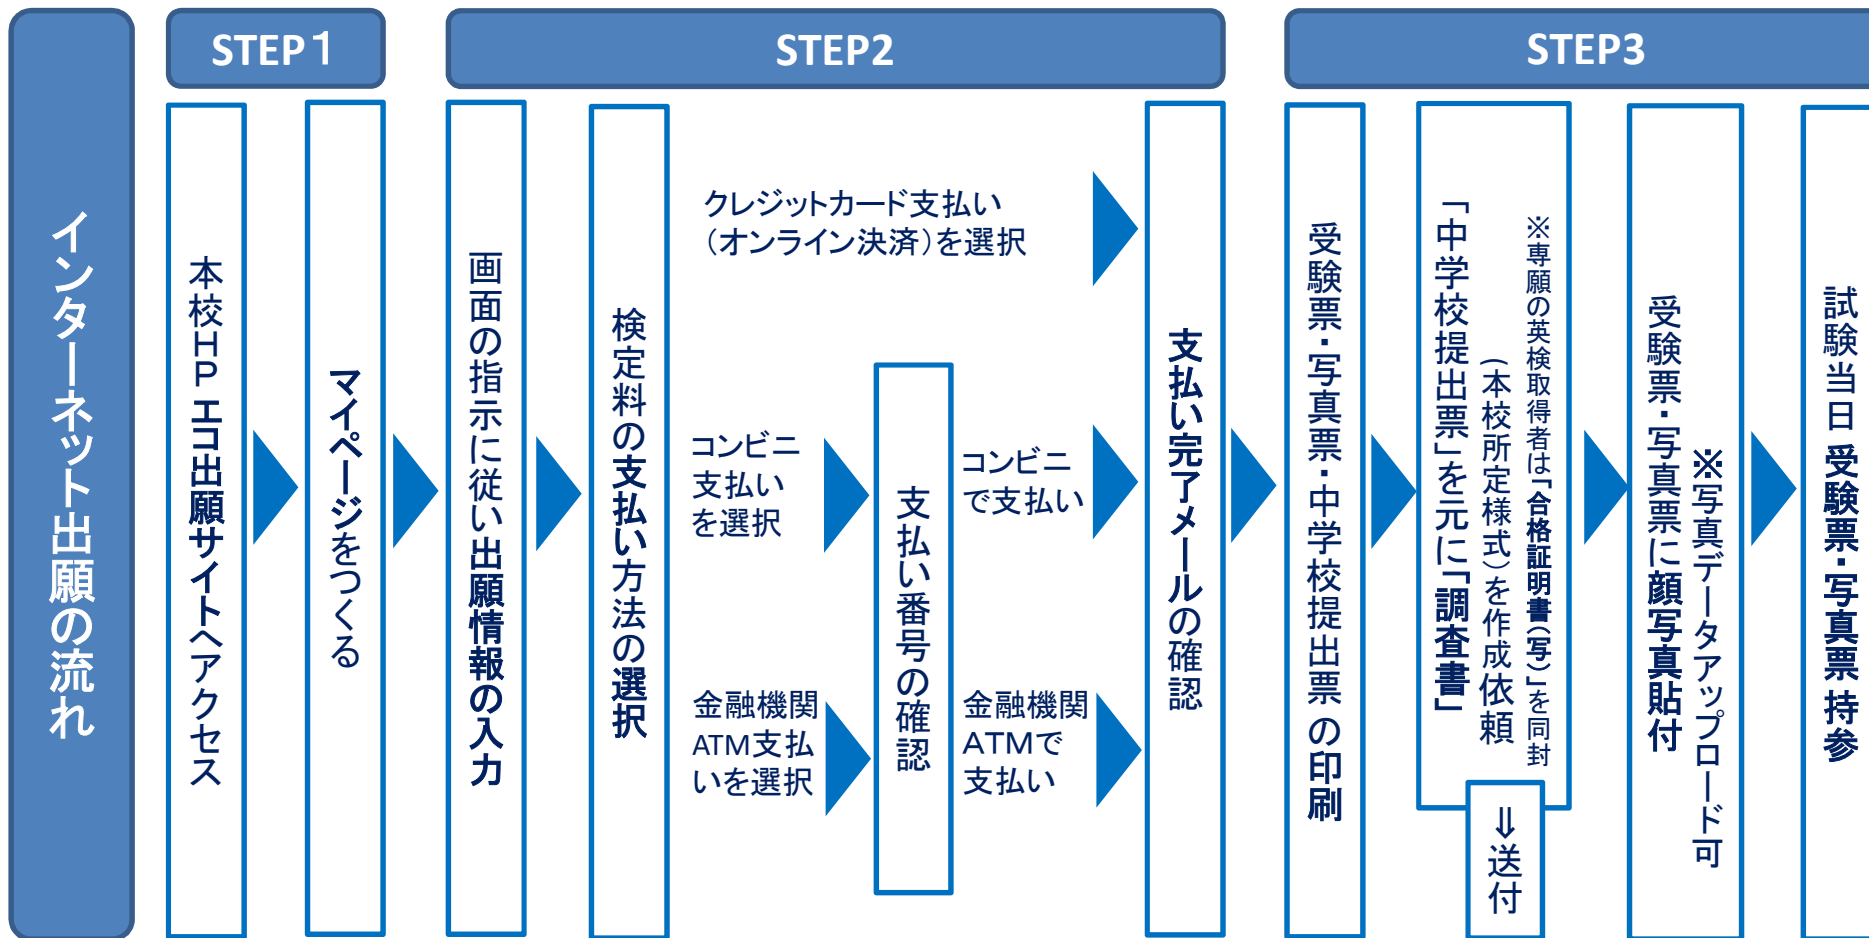 インターネット出願の流れ
STEP１
本校ＨＰ エコ出願サイトへアクセス
マイページをつくる
STEP2
画面の指示に従い出願情報の入力
検定料の支払い方法の選択
クレジットカード支払い
（オンライン決済）を選択
コンビニ
支払い
を選択
金融機関
ATM支払
いを選択
支払い番号の確認
コンビニ
で支払い
金融機関
ＡＴＭで
支払い
支払い完了メールの確認
STEP3
受験票・写真票・中学校提出票 の印刷
※専願の英検取得者は「合格証明書（写）」を同封
「中学校提出票」を元に「調査書」
（本校所定様式）を作成依頼
⇓送付
受験票・写真票に顔写真貼付
※写真データアップロード可
試験当日 受験票・写真票 持参